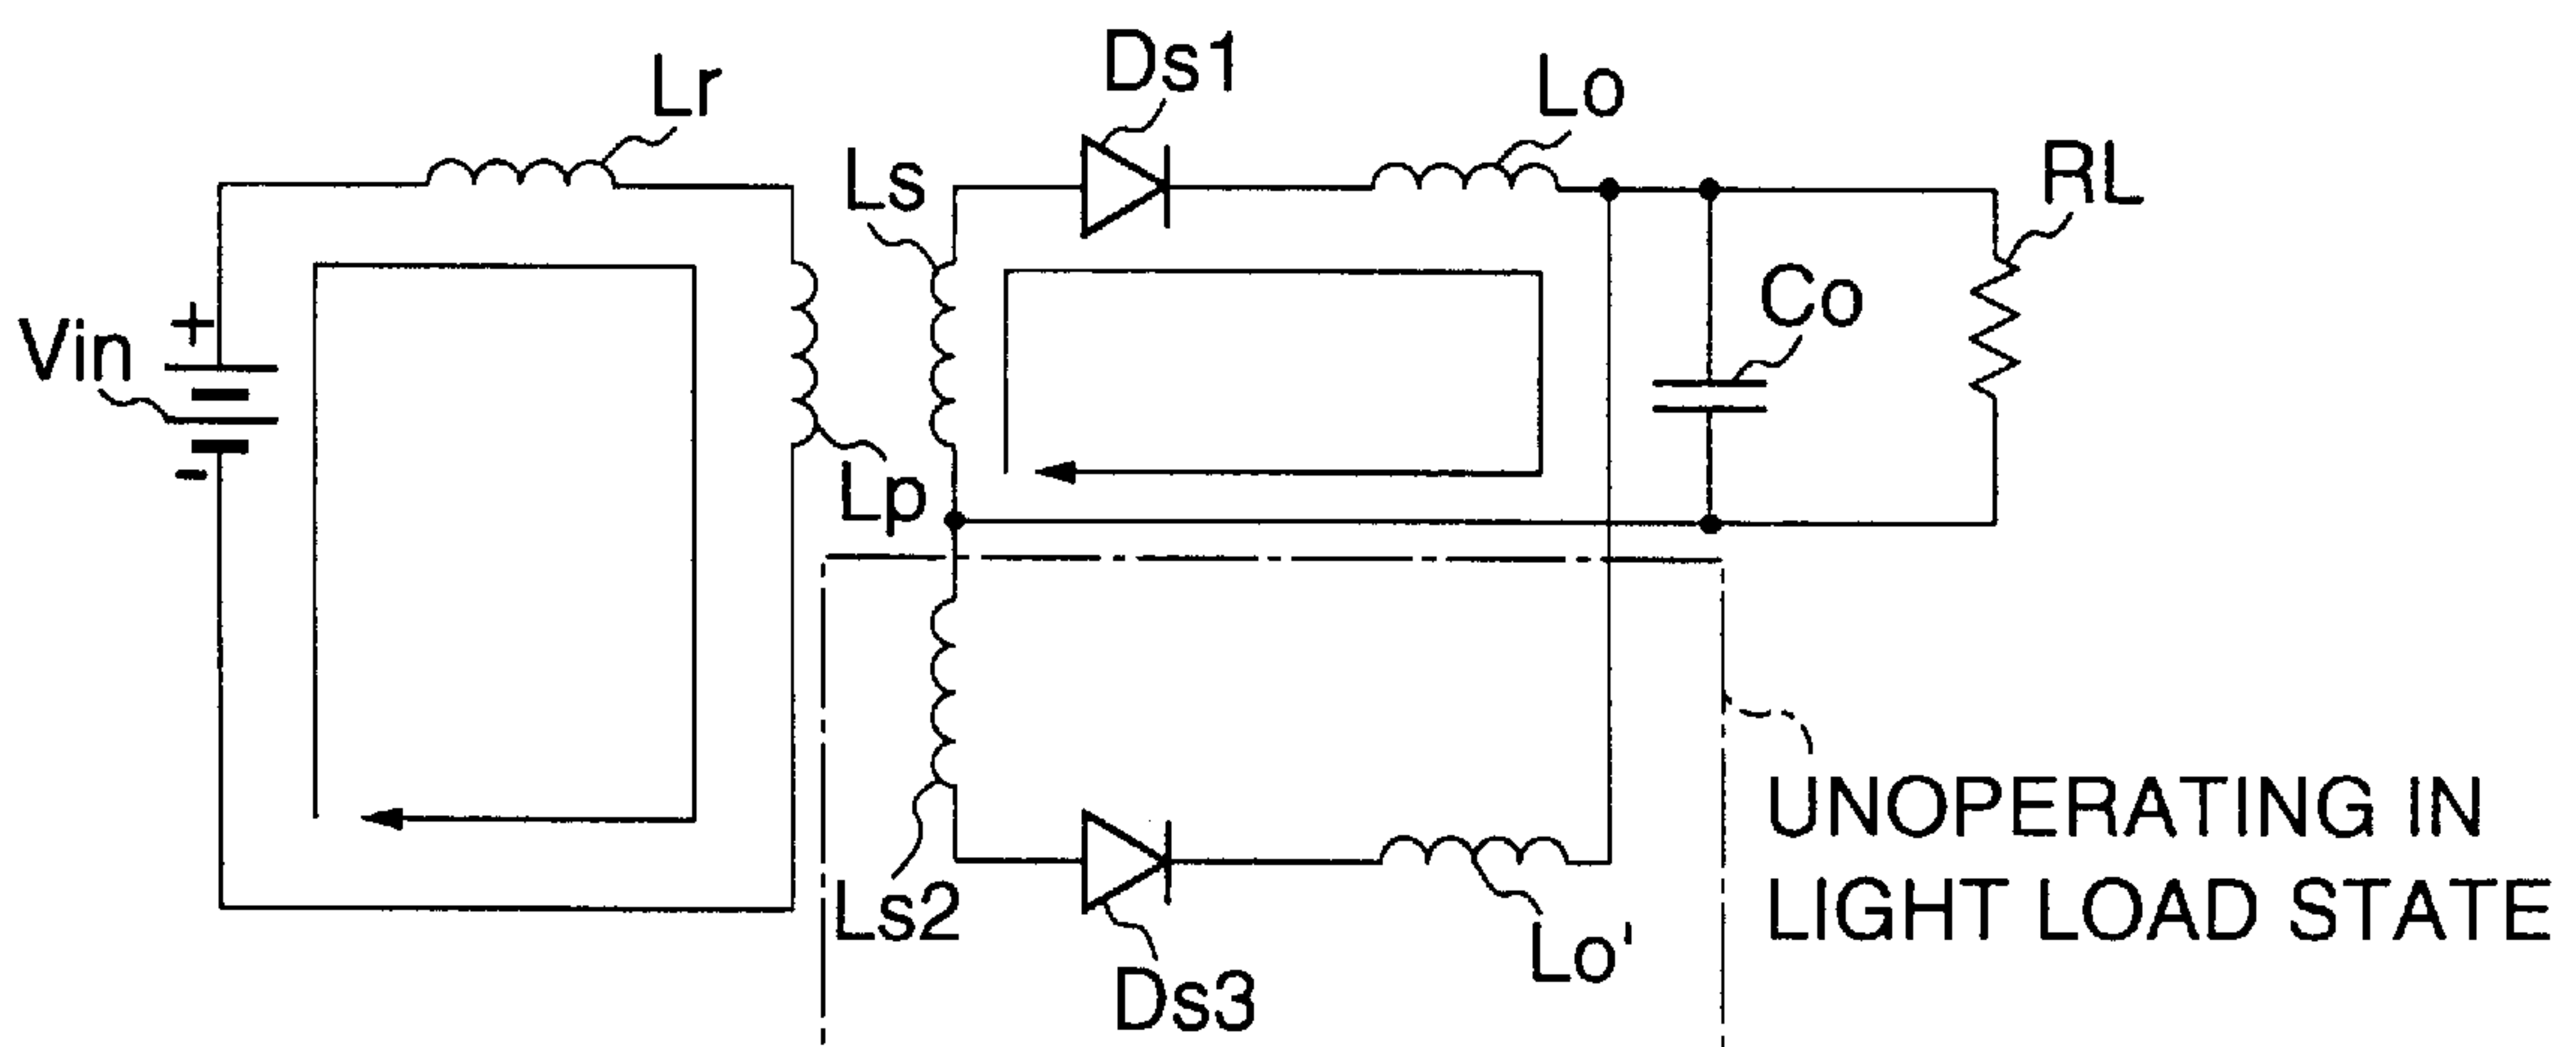 Ds1
Lr
Lo
Ls
RL
Co
+
Vin
-
Lp
UNOPERATING IN
LIGHT LOAD STATE
Ls2
Lo'
Ds3